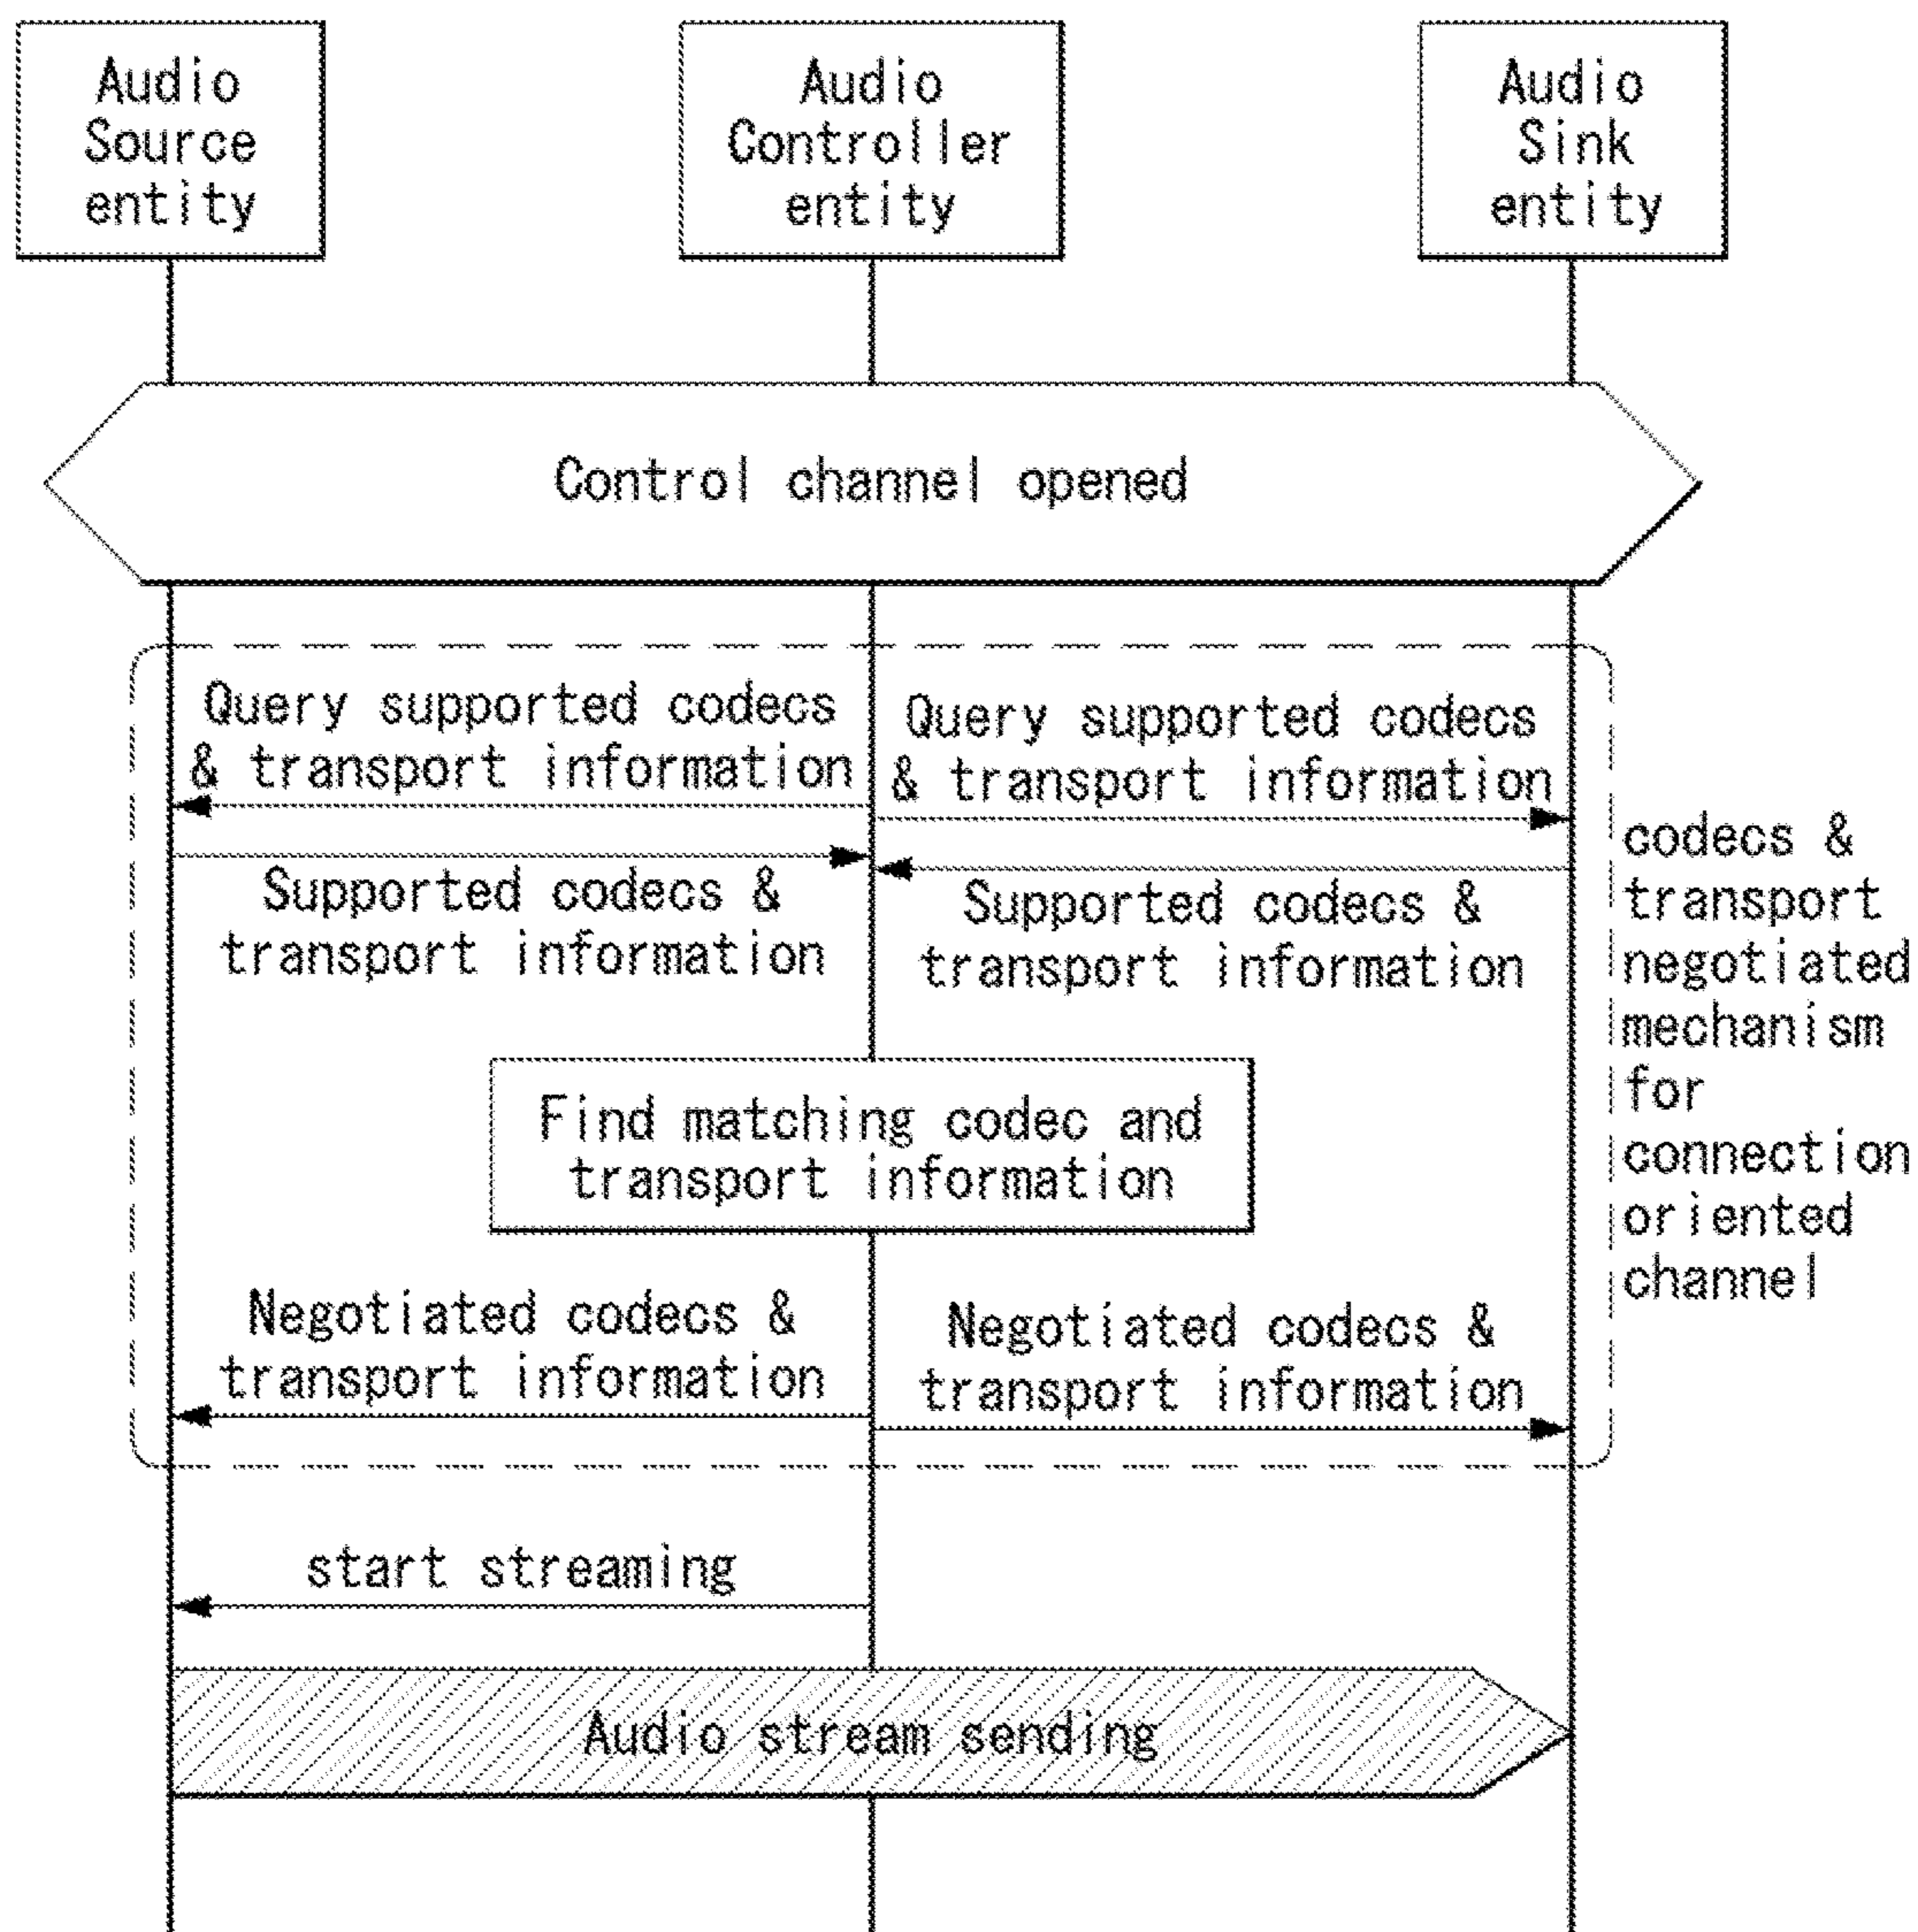 Audio
Source
entity
Audio
Controller
entity
Audio
Sink
entity
Control channel opened
Query supported codecs
& transport information
Query supported codecs
& transport information
Supported codecs &
transport information
Supported codecs &
transport information
codecs &
transport
negotiated
mechanism
for
connection
oriented
channel
Find matching codec and
transport information
Negotiated codecs &
transport information
Negotiated codecs &
transport information
start streaming
Audio stream sending